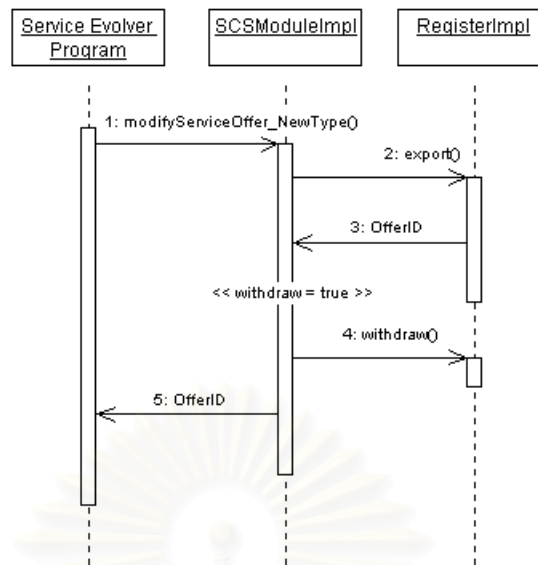 Service Evolver
Program
SCSModuleImpl
RegisterImpl
1: modifyServiceOffer_NewType()
2: export()
3: OfferID
<< withdraw = true >>
4: withdraw()
5: OfferID